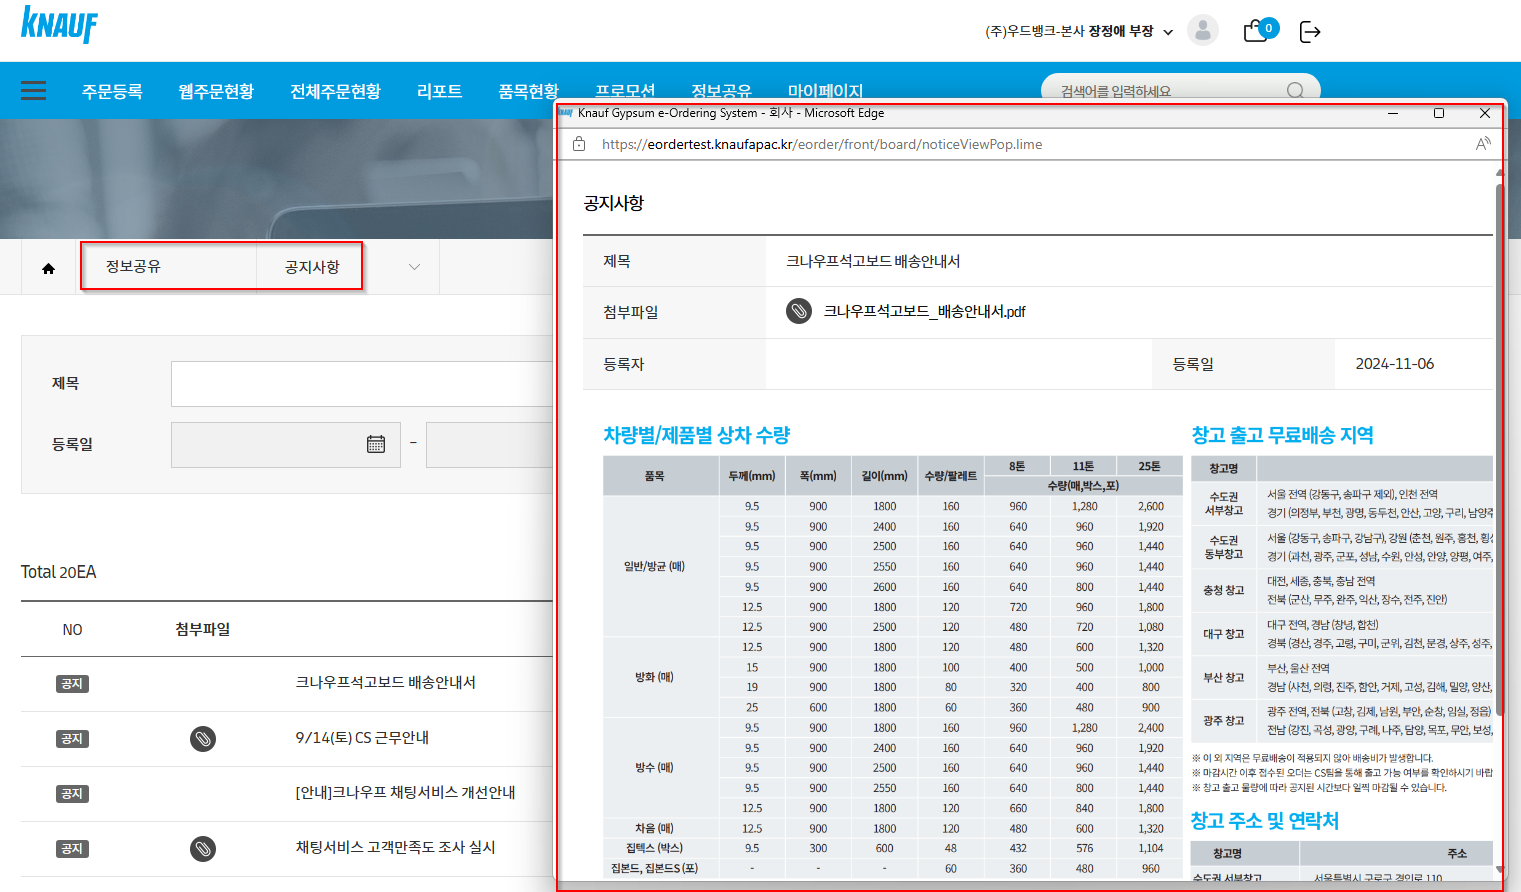 KNAUF
(주)우드뱅크-본사 장정애 부장
0
주문등록 웹주문현황 전체주문현황 리포트 품목현황 프로모션 정보공유 마이페이지
검색어를 입력하세요
정보공유 공지사항
제목
등록일
-
Total 20EA
NO 첨부파일
공지 크나우프석고보드 배송안내서
공지 9/14(토) CS 근무안내
공지 [안내]크나우프 채팅서비스 개선안내
공지 채팅서비스 고객만족도 조사 실시
Knauf Gypsum e-Ordering System - 회사 - Microsoft Edge
https://eordertest.knaufapac.kr/eorder/front/board/noticeViewPop.lime
공지사항
제목 크나우프석고보드 배송안내서
첨부파일 크나우프석고보드_배송안내서.pdf
등록자 등록일 2024-11-06
차량별/제품별 상차 수량
품목 두께(mm) 폭(mm) 길이(mm) 수량/팔레트 8톤 11톤 25톤
수량(매,박스,포)
일반/방균 (매)
9.5 900 1800 160 960 1,280 2,600
9.5 900 2400 160 640 960 1,920
9.5 900 2500 160 640 960 1,440
9.5 900 2550 160 640 960 1,440
9.5 900 2600 160 640 800 1,440
12.5 900 1800 120 720 960 1,800
12.5 900 2500 120 480 720 1,080
방화 (매)
12.5 900 1800 120 480 600 1,320
15 900 1800 100 400 500 1,000
19 900 1800 80 320 400 800
25 600 1800 60 360 480 900
방수 (매)
9.5 900 1800 160 960 1,280 2,400
9.5 900 2400 160 640 960 1,920
9.5 900 2500 160 640 960 1,440
9.5 900 2550 160 640 800 1,440
12.5 900 1800 120 660 840 1,800
차음 (매) 12.5 900 1800 120 480 600 1,320
집텍스 (박스) 9.5 300 600 48 432 576 1,104
집본드, 집본드S (포) - - - 60 360 480 960
창고 출고 무료배송 지역
창고명
수도권 서부창고
서울 전역 (강동구, 송파구 제외), 인천 전역
경기 (의정부, 부천, 광명, 동두천, 안산, 고양, 구리, 남양주
수도권 동부창고
서울 (강동구, 송파구, 강남구), 강원 (춘천, 원주, 홍천, 횡성
경기 (과천, 광주, 군포, 성남, 수원, 안성, 안양, 양평, 여주,
충청 창고
대전, 세종, 충북, 충남 전역
전북 (군산, 무주, 완주, 익산, 장수, 전주, 진안)
대구 창고
대구 전역, 경남 (창녕, 합천)
경북 (경산, 경주, 고령, 구미, 군위, 김천, 문경, 상주, 성주,
부산 창고
부산, 울산 전역
경남 (사천, 의령, 진주, 함안, 거제, 고성, 김해, 밀양, 양산,
광주 창고
광주 전역, 전북 (고창, 김제, 남원, 부안, 순창, 임실, 정읍)
전남 (강진, 곡성, 광양, 구례, 나주, 담양, 목포, 무안, 보성,
※ 이 외 지역은 무료배송이 적용되지 않아 배송비가 발생합니다.
※ 마감시간 이후 접수된 오더는 CS팀을 통해 출고 가능 여부를 확인하시기 바랍
※ 창고 출고 물량에 따라 공지된 시간보다 일찍 마감될 수 있습니다.
창고 주소 및 연락처
창고명 주소
수도권 서부창고 서울특별시 구로구 경인로 110